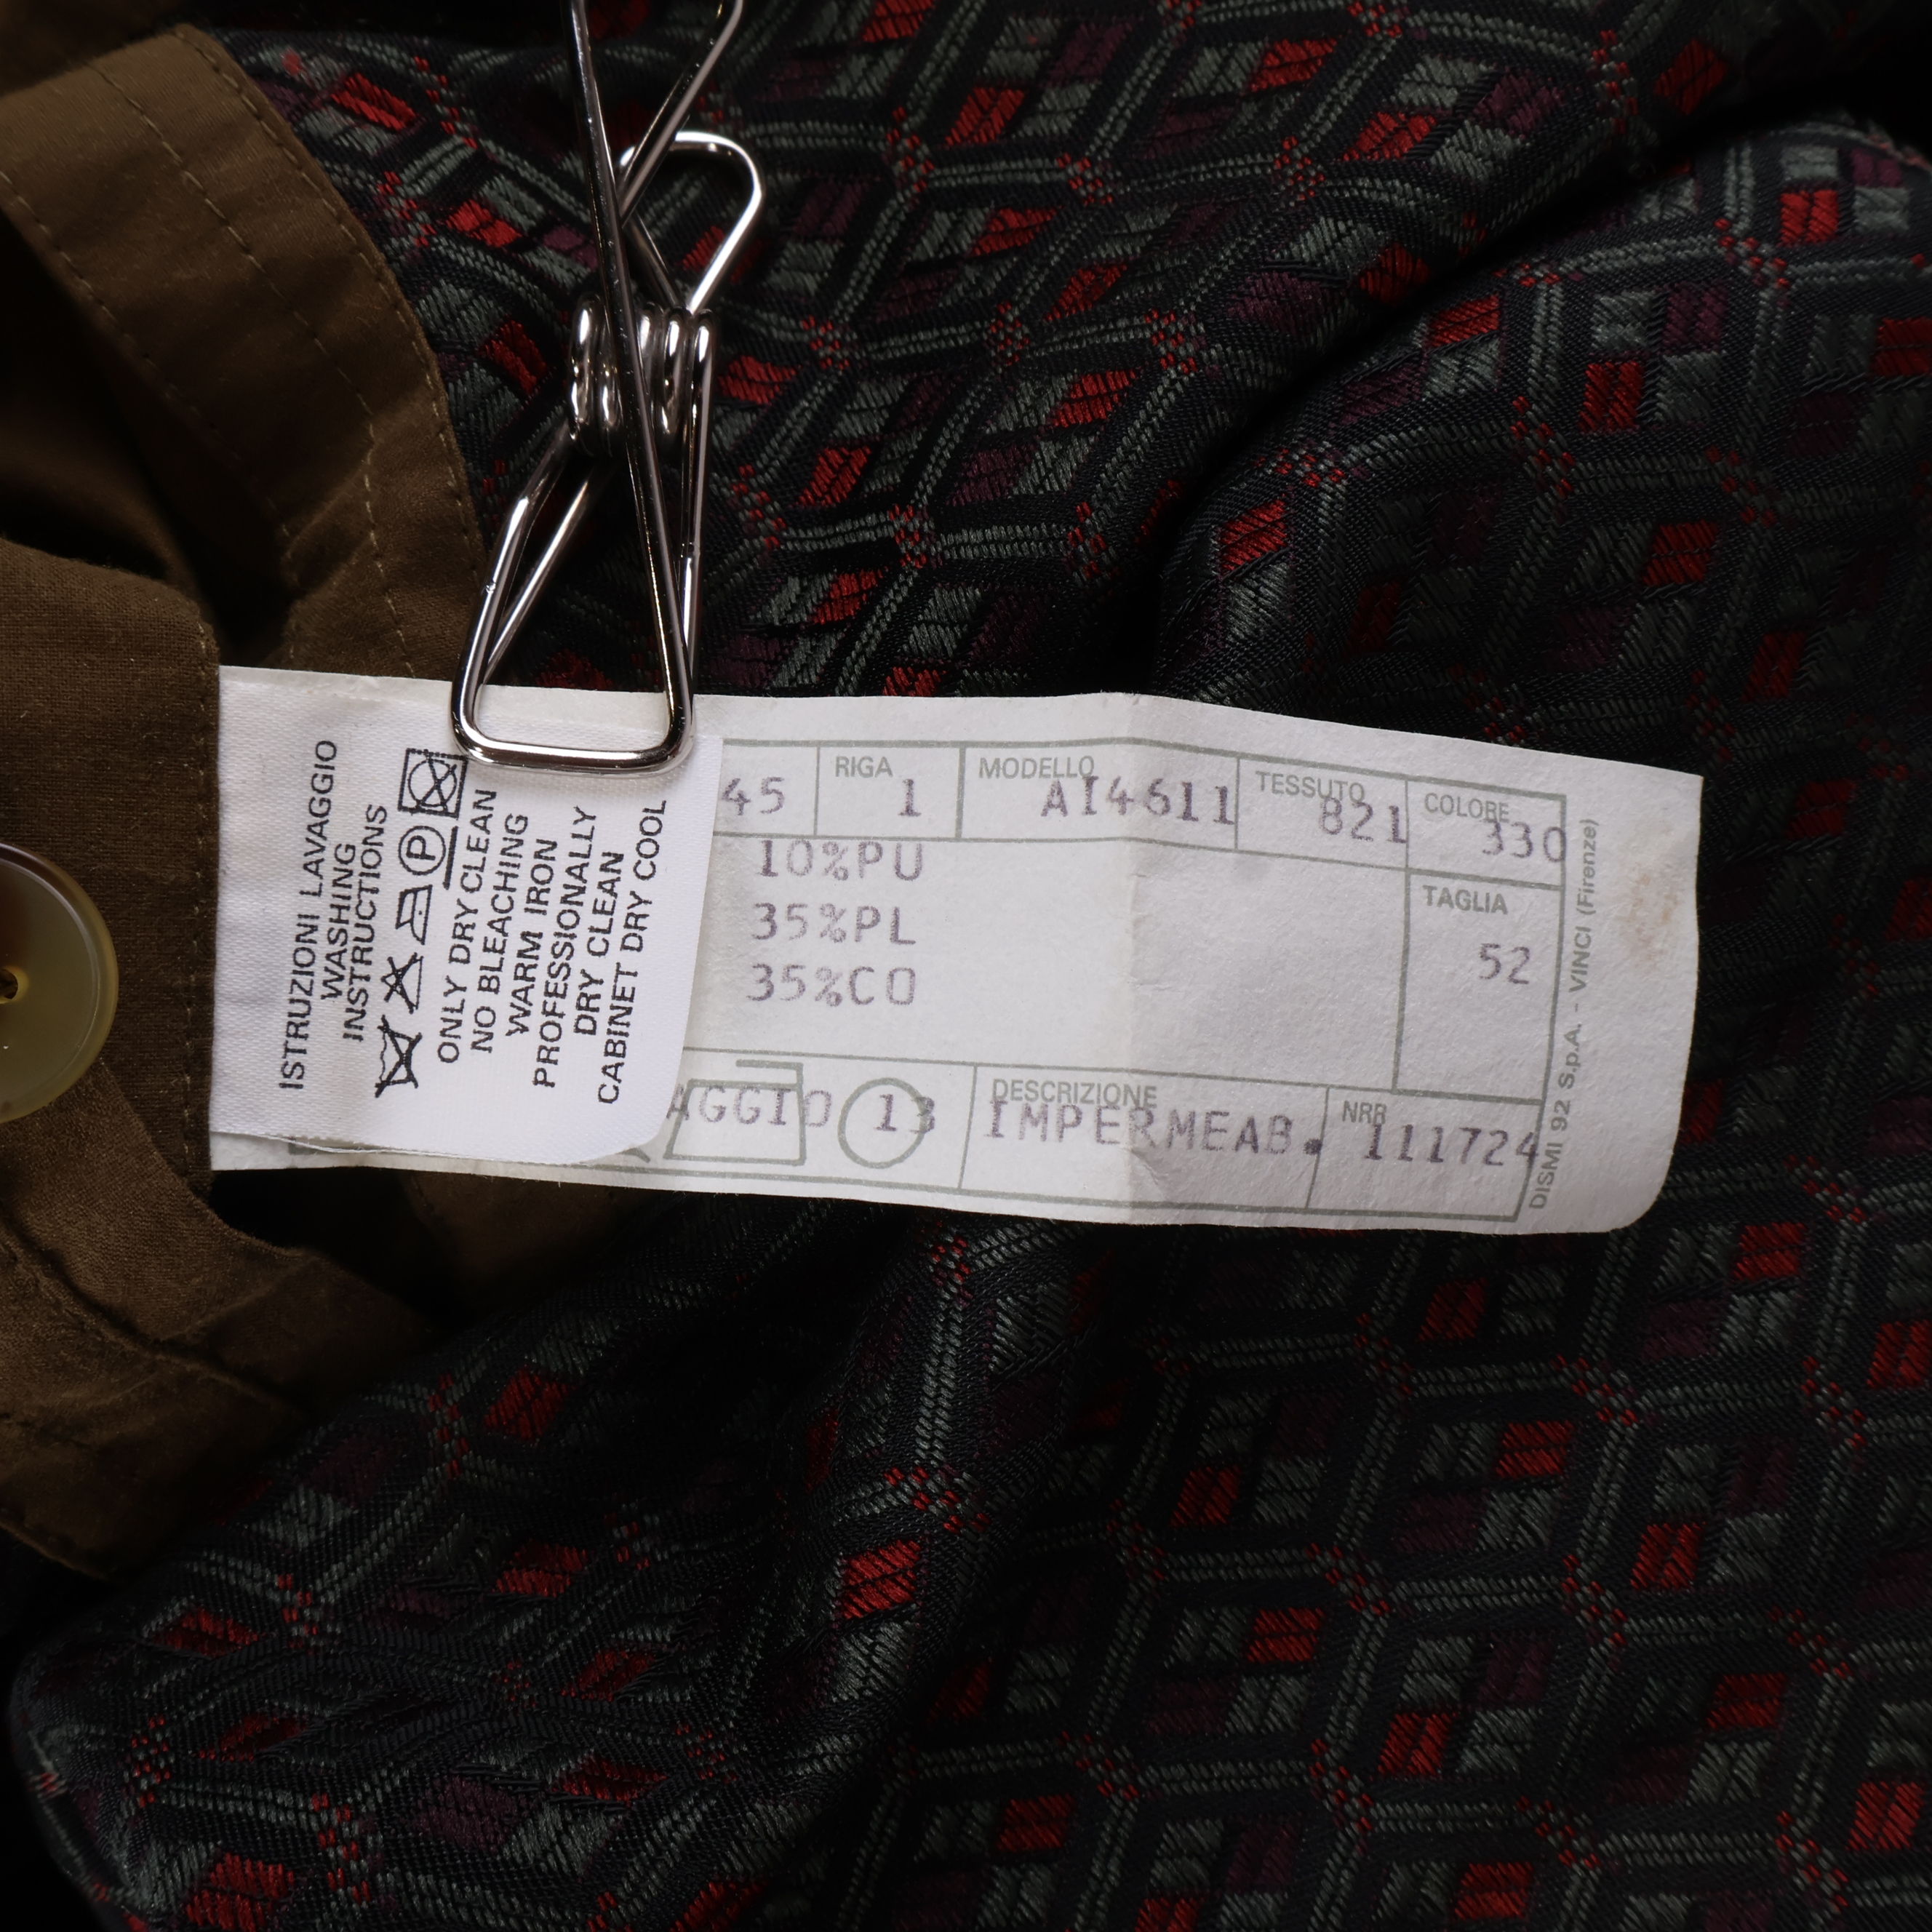 ISTRUZIONI LAVAGGIO
WASHING
INSTRUCTIONS
P
ONLY DRY CLEAN
NO BLEACHING
WARM IRON
PROFESSIONALLY
DRY CLEAN
CABINET DRY COOL
45
RIGA
1
MODELLO
AI4611
TESSUTO
821
COLORE
330
10%PU
35%PL
35%CO
TAGLIA
52
AGGIO 13
DESCRIZIONE
IMPERMEAB.
NRR
111724
DISMI 92 S.p.A. - VINCI (Firenze)